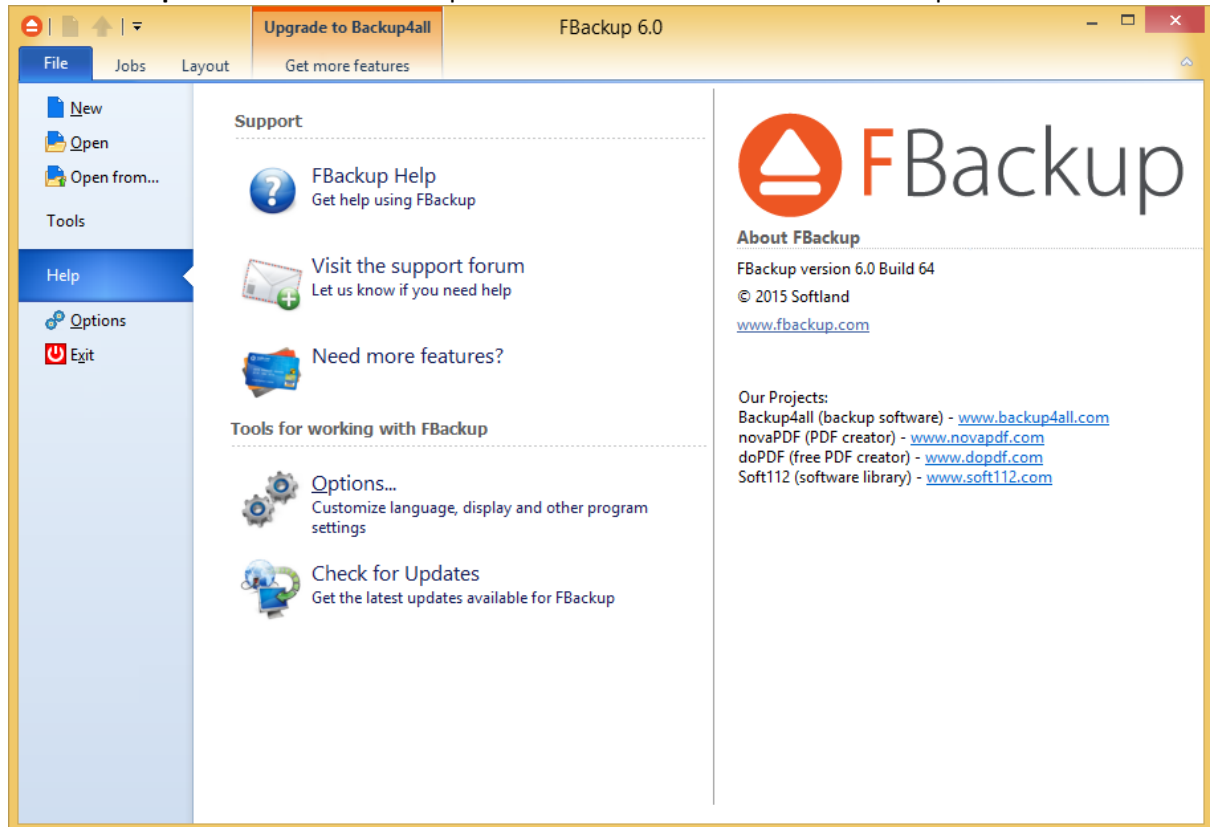 Upgrade to Backup4all
FBackup 6.0
File
Jobs
Layout
Get more features
New
Open
Open from...
Tools
Help
Options
Exit
Support
FBackup Help
Get help using FBackup
Visit the support forum
Let us know if you need help
Need more features?
Tools for working with FBackup
Options...
Customize language, display and other program
settings
Check for Updates
Get the latest updates available for FBackup
FBackup
About FBackup
FBackup version 6.0 Build 64
© 2015 Softland
www.fbackup.com
Our Projects:
Backup4all (backup software) - www.backup4all.com
novaPDF (PDF creator) - www.novapdf.com
doPDF (free PDF creator) - www.dopdf.com
Soft112 (software library) - www.soft112.com